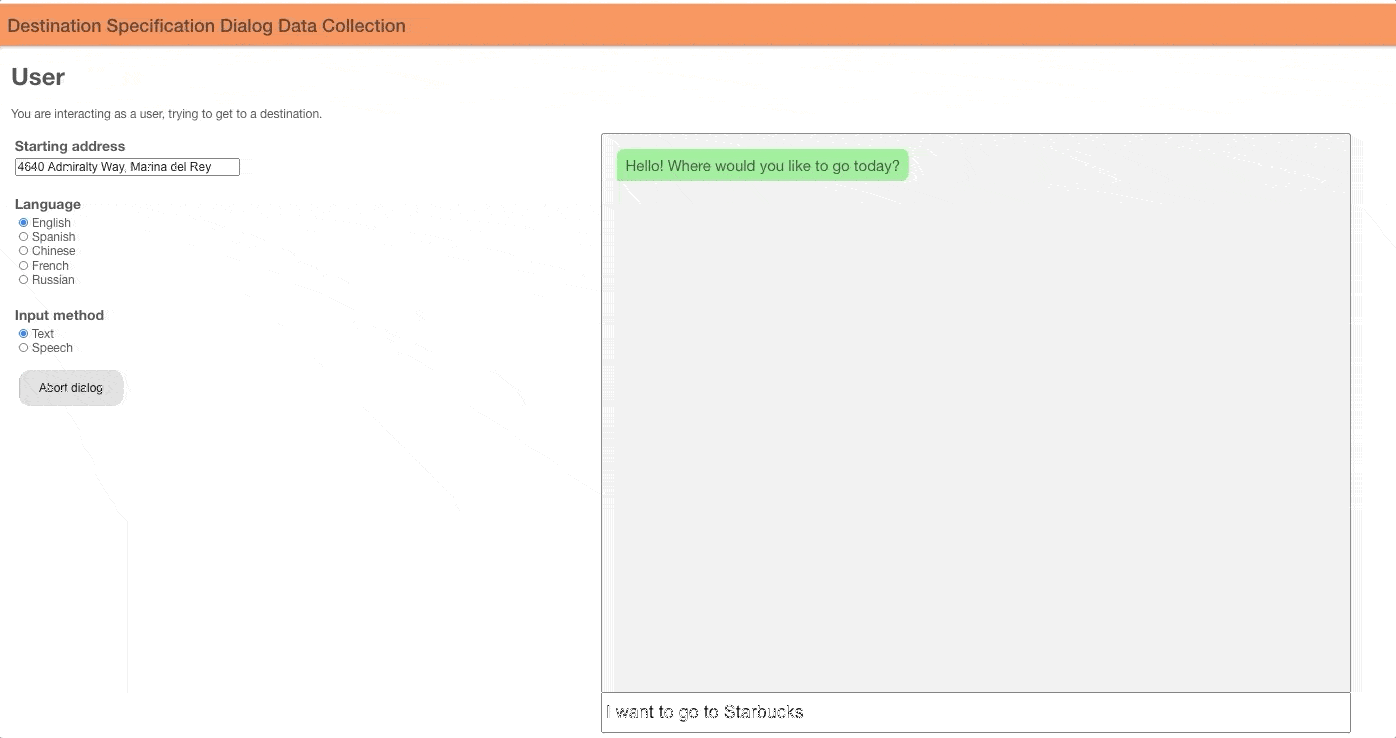 Destination Specification Dialog Data Collection
User
You are interacting as a user, trying to get to a destination.
Starting address
4640 Admiralty Way, Marina del Rey
Language
English
Spanish
Chinese
French
Russian
Input method
Text
Speech
Abort dialog
Hello! Where would you like to go today?
I want to go to Starbucks